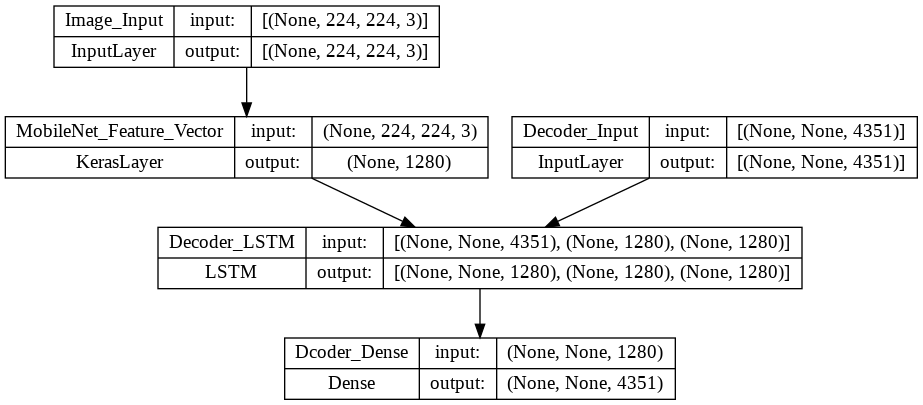 Image_Input input: [(None, 224, 224, 3)]
InputLayer output: [(None, 224, 224, 3)]
MobileNet_Feature_Vector input: (None, 224, 224, 3)
KerasLayer output: (None, 1280)
Decoder_Input input: [(None, None, 4351)]
InputLayer output: [(None, None, 4351)]
Decoder_LSTM input: [(None, None, 4351), (None, 1280), (None, 1280)]
LSTM output: [(None, None, 1280), (None, 1280), (None, 1280)]
Dcoder_Dense input: (None, None, 1280)
Dense output: (None, None, 4351)